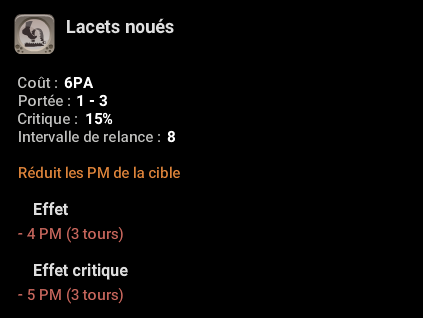 Lacets noués
Coût : 6PA
Portée : 1 - 3
Critique : 15%
Intervalle de relance : 8
Réduit les PM de la cible
Effet
- 4 PM (3 tours)
Effet critique
- 5 PM (3 tours)